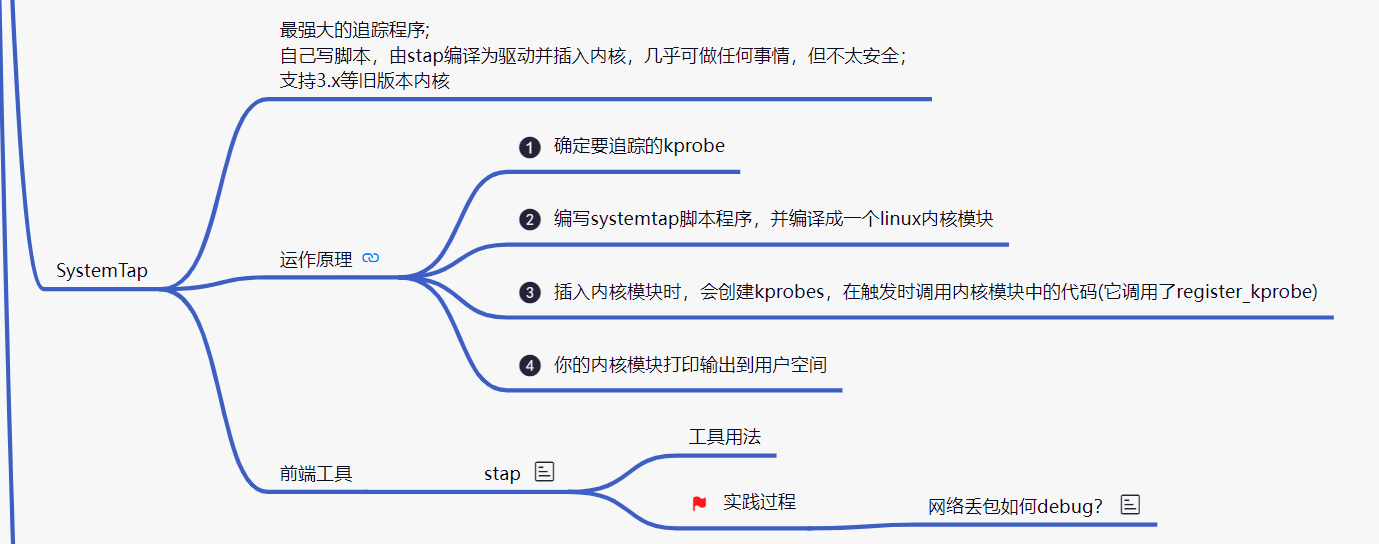 最强大的追踪程序;
自己写脚本，由stap编译为驱动并插入内核，几乎可做任何事情，但不太安全；
支持3.x等旧版本内核
1 确定要追踪的kprobe
2 编写systemtap脚本程序，并编译成一个linux内核模块
SystemTap
运作原理
3 插入内核模块时，会创建kprobes，在触发时调用内核模块中的代码(它调用了register_kprobe)
4 你的内核模块打印输出到用户空间
前端工具
stap
工具用法
实践过程
网络丢包如何debug？